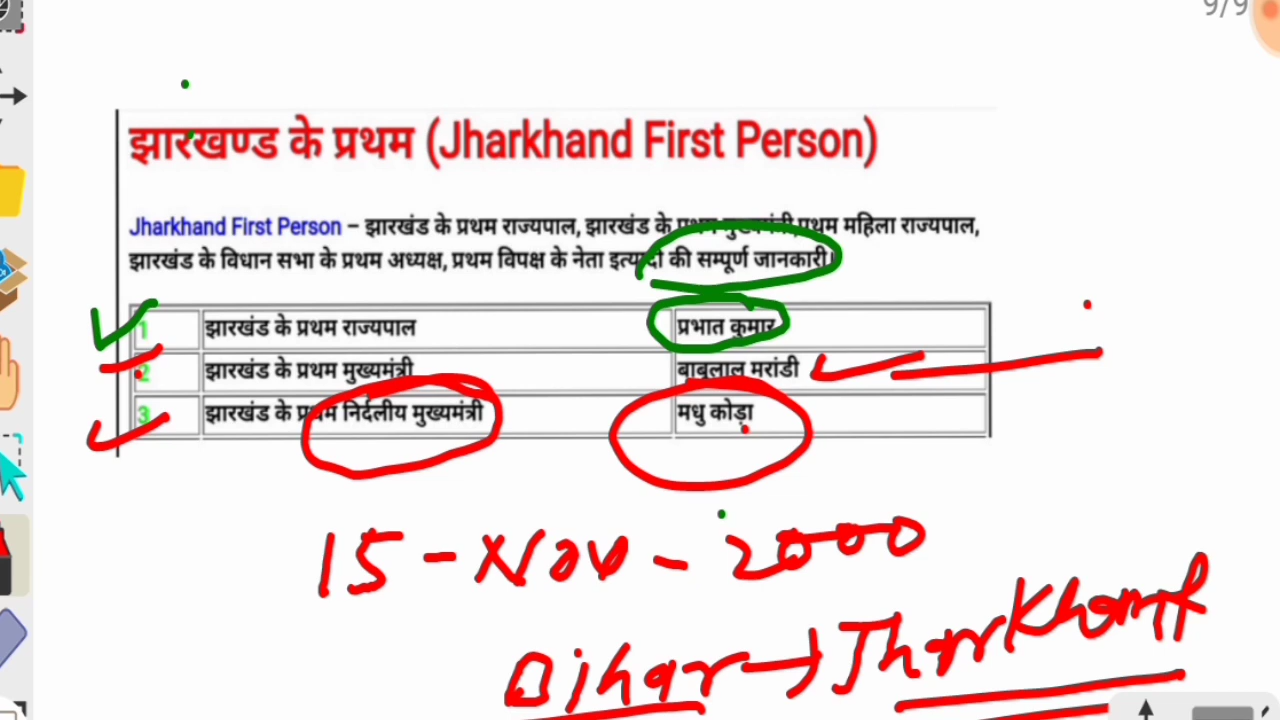 9/9
झारखण्ड के प्रथम (Jharkhand First Person)
Jharkhand First Person – झारखंड के प्रथम राज्यपाल, झारखंड के प्रथम मुख्यमंत्री,प्रथम महिला राज्यपाल,
झारखंड के विधान सभा के प्रथम अध्यक्ष, प्रथम विपक्ष के नेता इत्यादी की सम्पूर्ण जानकारी।
1 झारखंड के प्रथम राज्यपाल प्रभात कुमार
2 झारखंड के प्रथम मुख्यमंत्री बाबूलाल मरांडी
3 झारखंड के प्रथम निर्दलीय मुख्यमंत्री मधु कोड़ा
15-Nov-2000
Bihar → Jharkhand